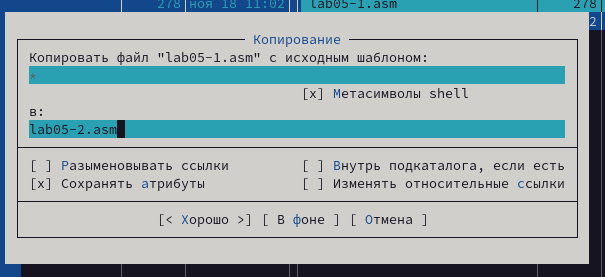 278 ноя 18 11:02 lab05-1.asm 278
2
Копирование
Копировать файл "lab05-1.asm" с исходным шаблоном:
*
[x] Метасимволы shell
в:
lab05-2.asm
[ ] Разыменовывать ссылки [ ] Внутрь подкаталога, если есть
[x] Сохранять атрибуты [ ] Изменять относительные ссылки
[< Хорошо >] [ В фоне ] [ Отмена ]